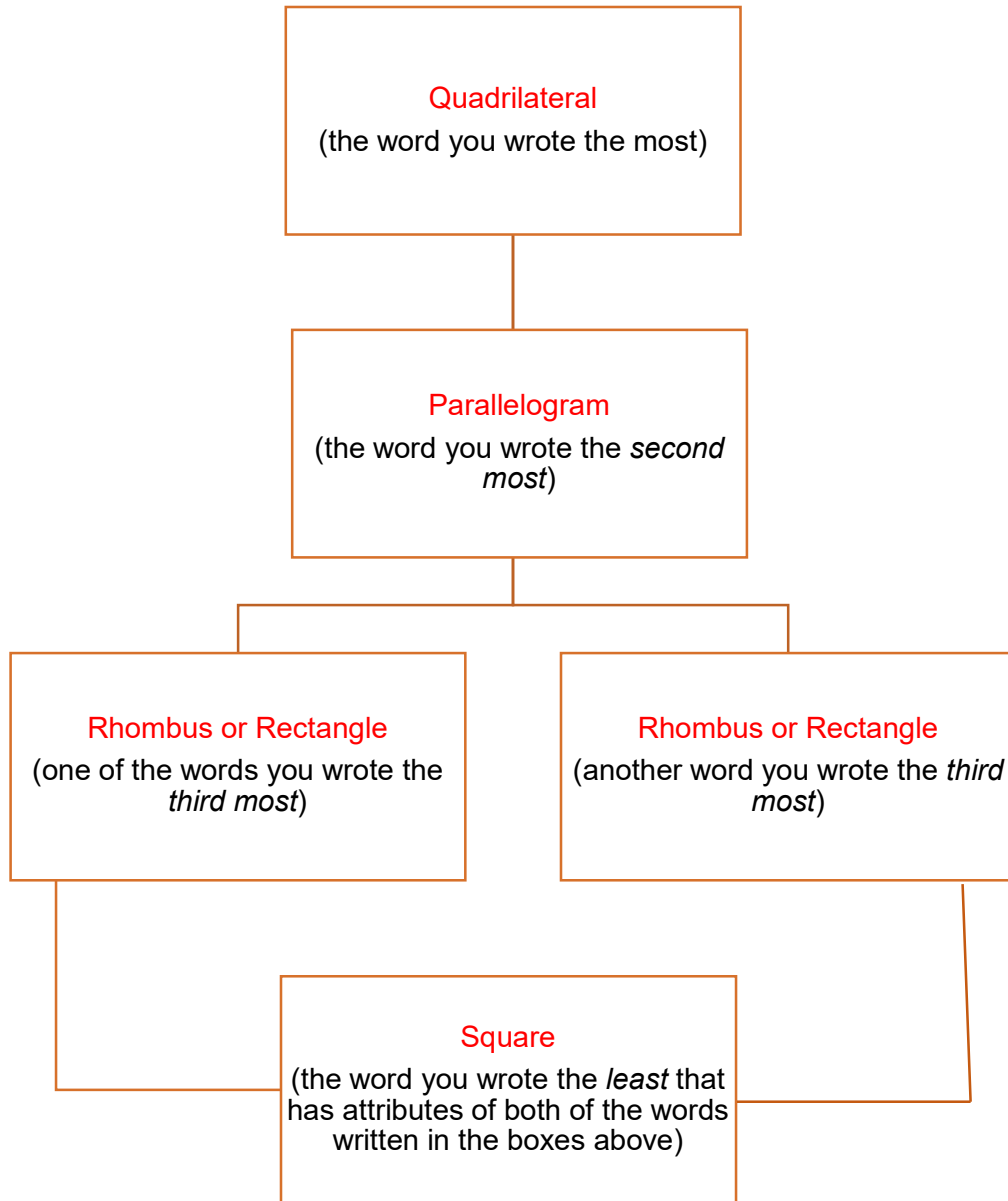 Quadrilateral
(the word you wrote the most)
Parallelogram
(the word you wrote the second
most)
Rhombus or Rectangle
(one of the words you wrote the
third most)
Rhombus or Rectangle
(another word you wrote the third
most)
Square
(the word you wrote the least that
has attributes of both of the words
written in the boxes above)